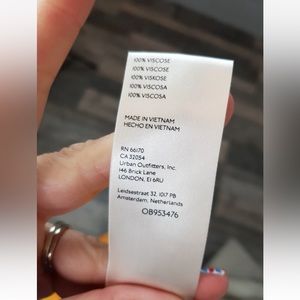 100% VISCOSE
100% VISCOSE
100% VISKOSE
100% VISCOSA
100% VISCOSA
MADE IN VIETNAM
HECHO EN VIETNAM
RN 66170
CA 32054
Urban Outfitters, Inc.
146 Brick Lane
LONDON, E1 6RU
Leidsestraat 32, 1017 PB
Amsterdam, Netherlands
OB953476